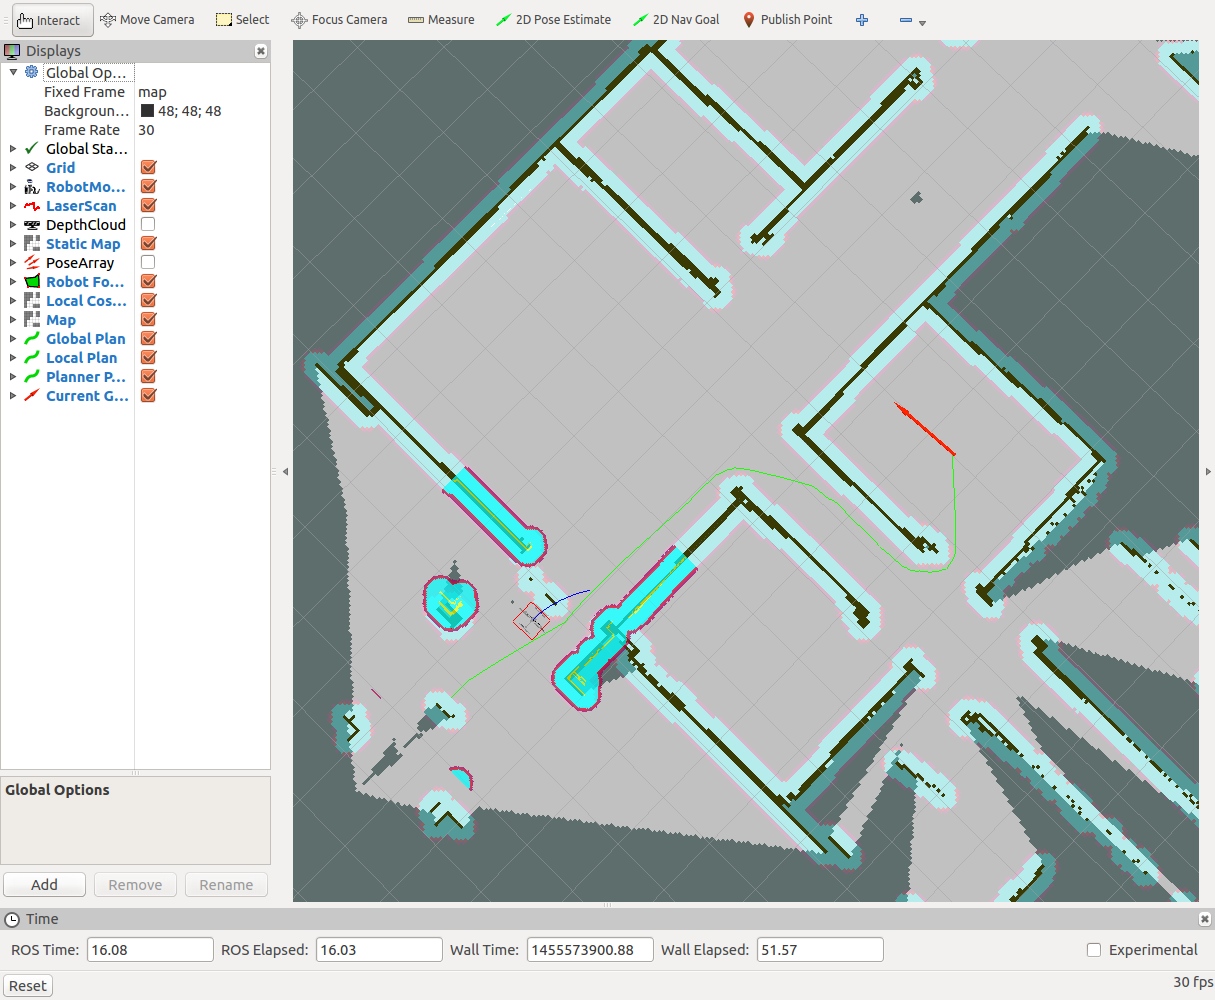 Interact Move Camera Select Focus Camera Measure 2D Pose Estimate 2D Nav Goal Publish Point
Displays
Global Op...
Fixed Frame map
Backgroun... 48; 48; 48
Frame Rate 30
Global Sta...
Grid
RobotMo...
LaserScan
DepthCloud
Static Map
PoseArray
Robot Fo...
Local Cos...
Map
Global Plan
Local Plan
Planner P...
Current G...
Global Options
Add Remove Rename
Time
ROS Time: 16.08 ROS Elapsed: 16.03 Wall Time: 1455573900.88 Wall Elapsed: 51.57 Experimental
Reset 30 fps